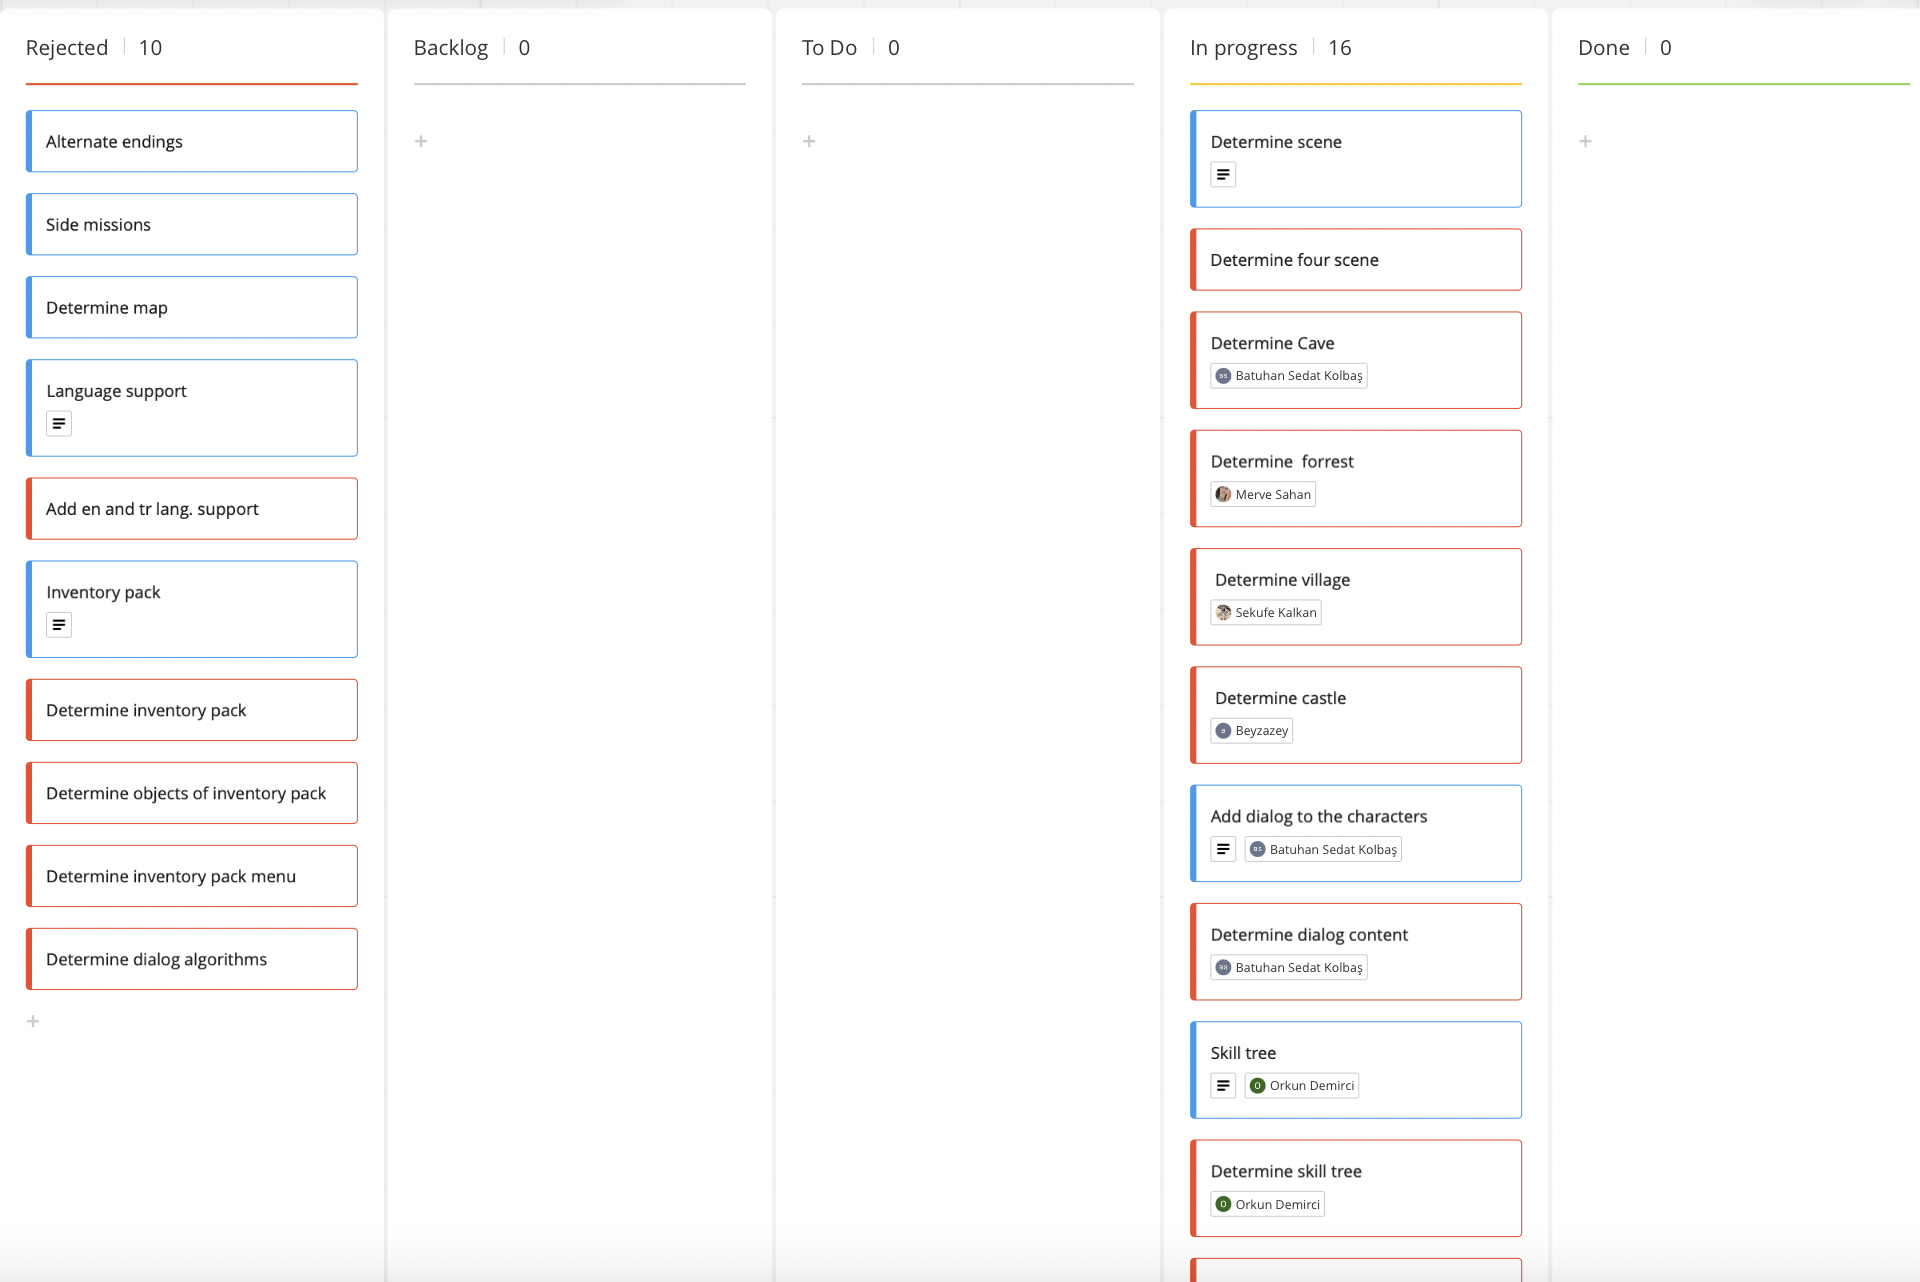 Rejected 10
Alternate endings
Side missions
Determine map
Language support
Add en and tr lang. support
Inventory pack
Determine inventory pack
Determine objects of inventory pack
Determine inventory pack menu
Determine dialog algorithms
+
Backlog 0
+
To Do 0
+
In progress 16
Determine scene
Determine four scene
Determine Cave
BS Batuhan Sedat Kolbaş
Determine  forrest
Merve Sahan
Determine village
Sekufe Kalkan
Determine castle
B Beyzazey
Add dialog to the characters
BS Batuhan Sedat Kolbaş
Determine dialog content
BS Batuhan Sedat Kolbaş
Skill tree
O Orkun Demirci
Determine skill tree
O Orkun Demirci
Done 0
+